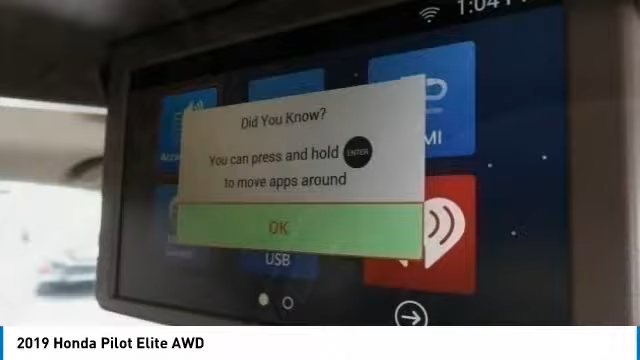 1:04
Did You Know?
You can press and hold ENTER
to move apps around
OK
USB
2019 Honda Pilot Elite AWD